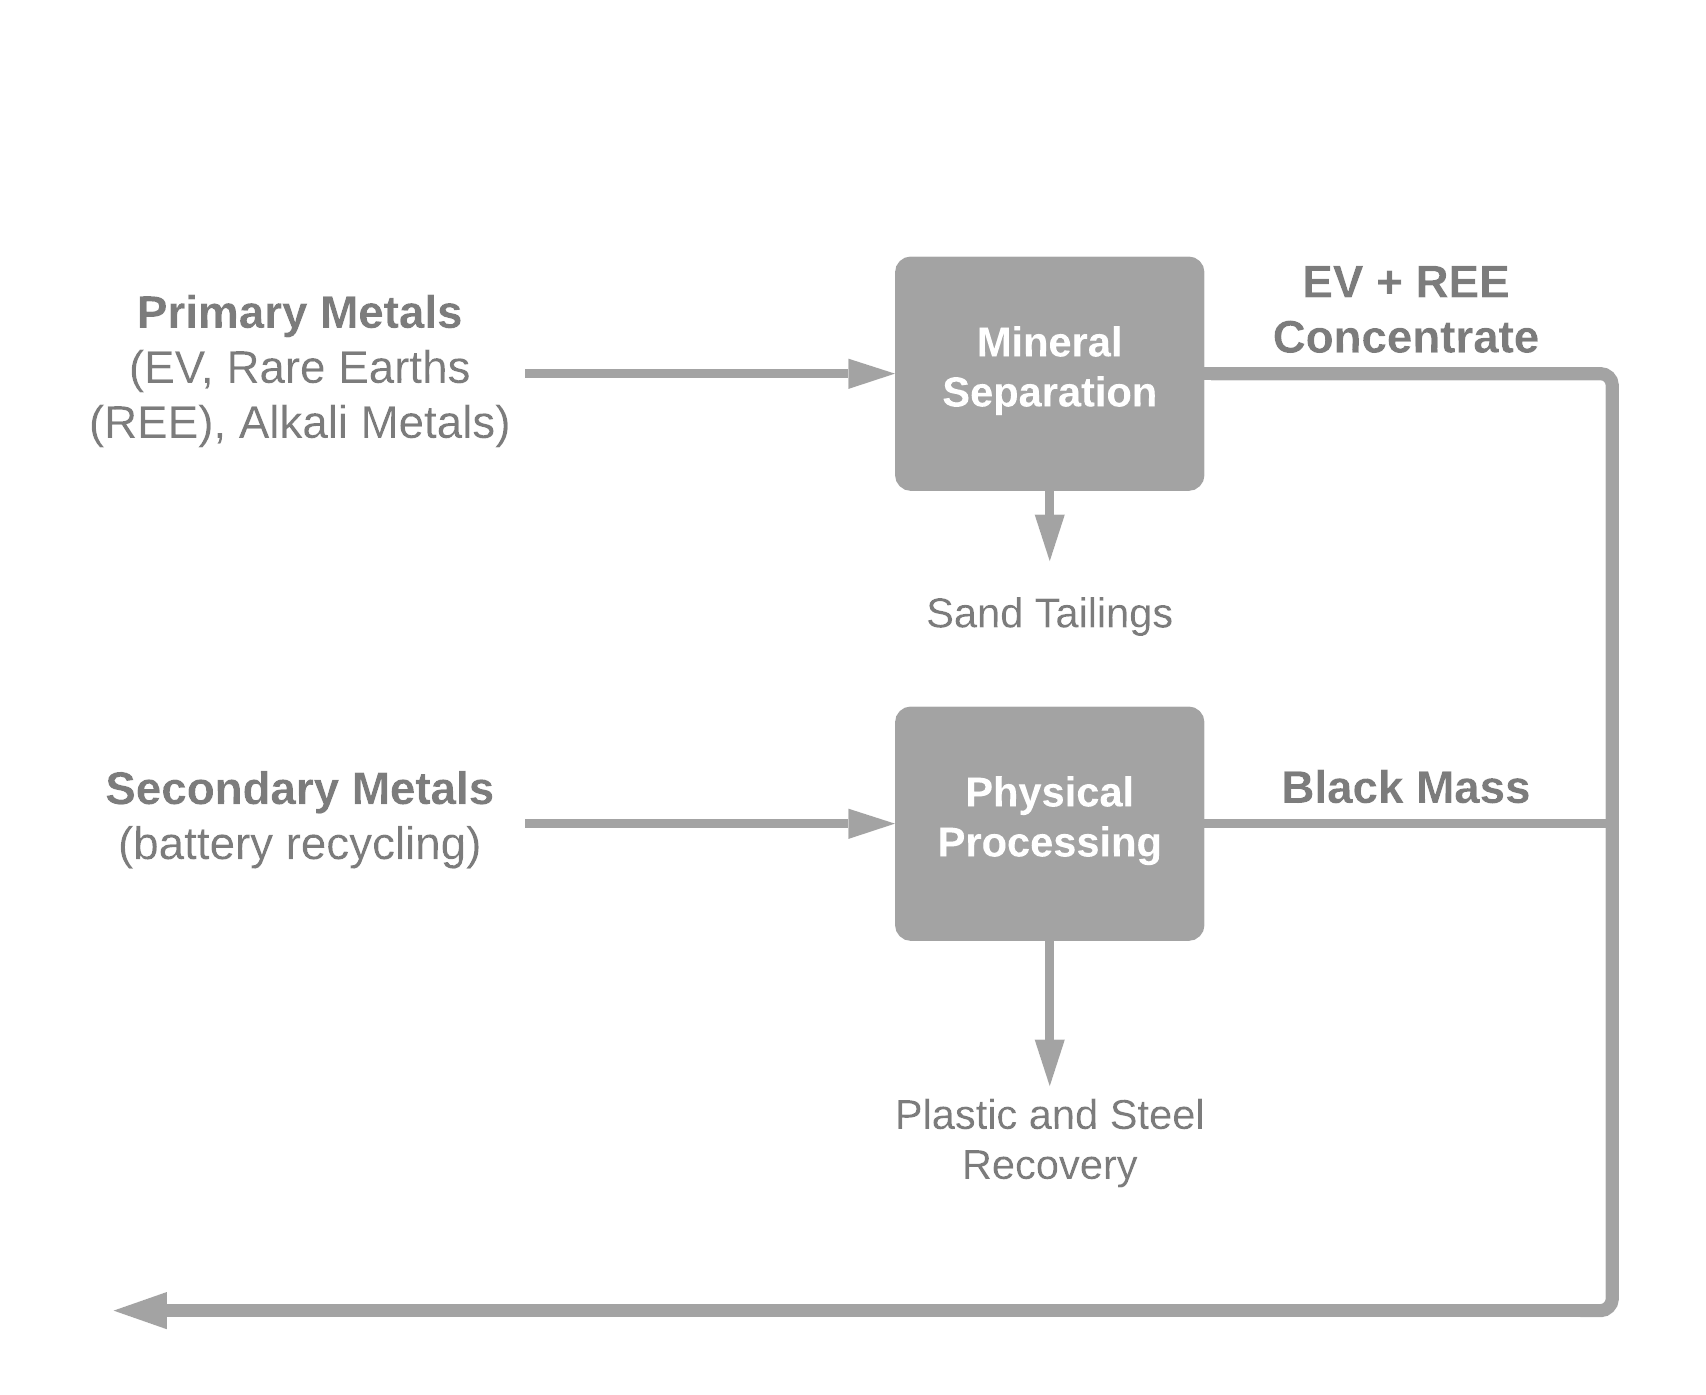 Primary Metals
(EV, Rare Earths
(REE), Alkali Metals)
Mineral
Separation
EV + REE
Concentrate
Sand Tailings
Secondary Metals
(battery recycling)
Physical
Processing
Black Mass
Plastic and Steel
Recovery